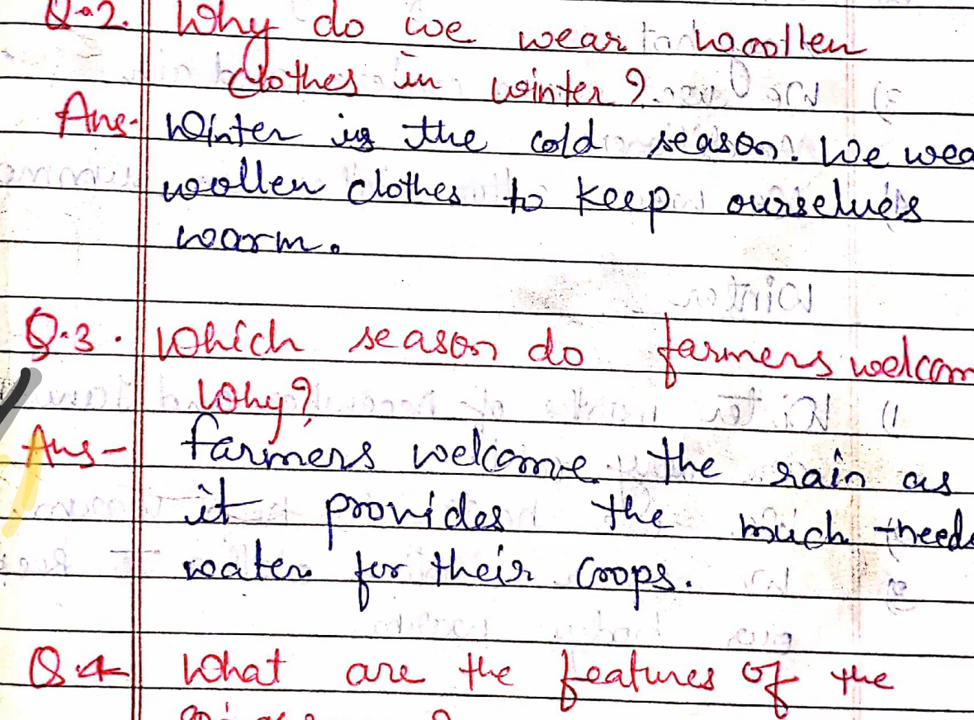 Q.2. Why do we wear woollen
clothes in winter?
Ans- Winter is the cold season. We wea
woollen clothes to keep ourselves
warm.
Q.3. Which season do farmers welcom
Why?
Ans- farmers welcome the rain as
it provides the much-neede
water for their crops.
Q.4 What are the features of the